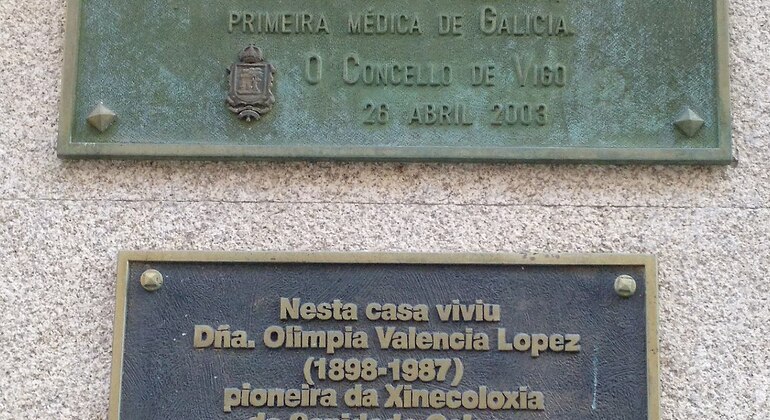 PRIMEIRA MÉDICA DE GALICIA.
O CONCELLO DE VIGO
26 ABRIL 2003
Nesta casa viviu
Dña. Olimpia Valencia Lopez
(1898-1987)
pioneira da Xinecoloxia